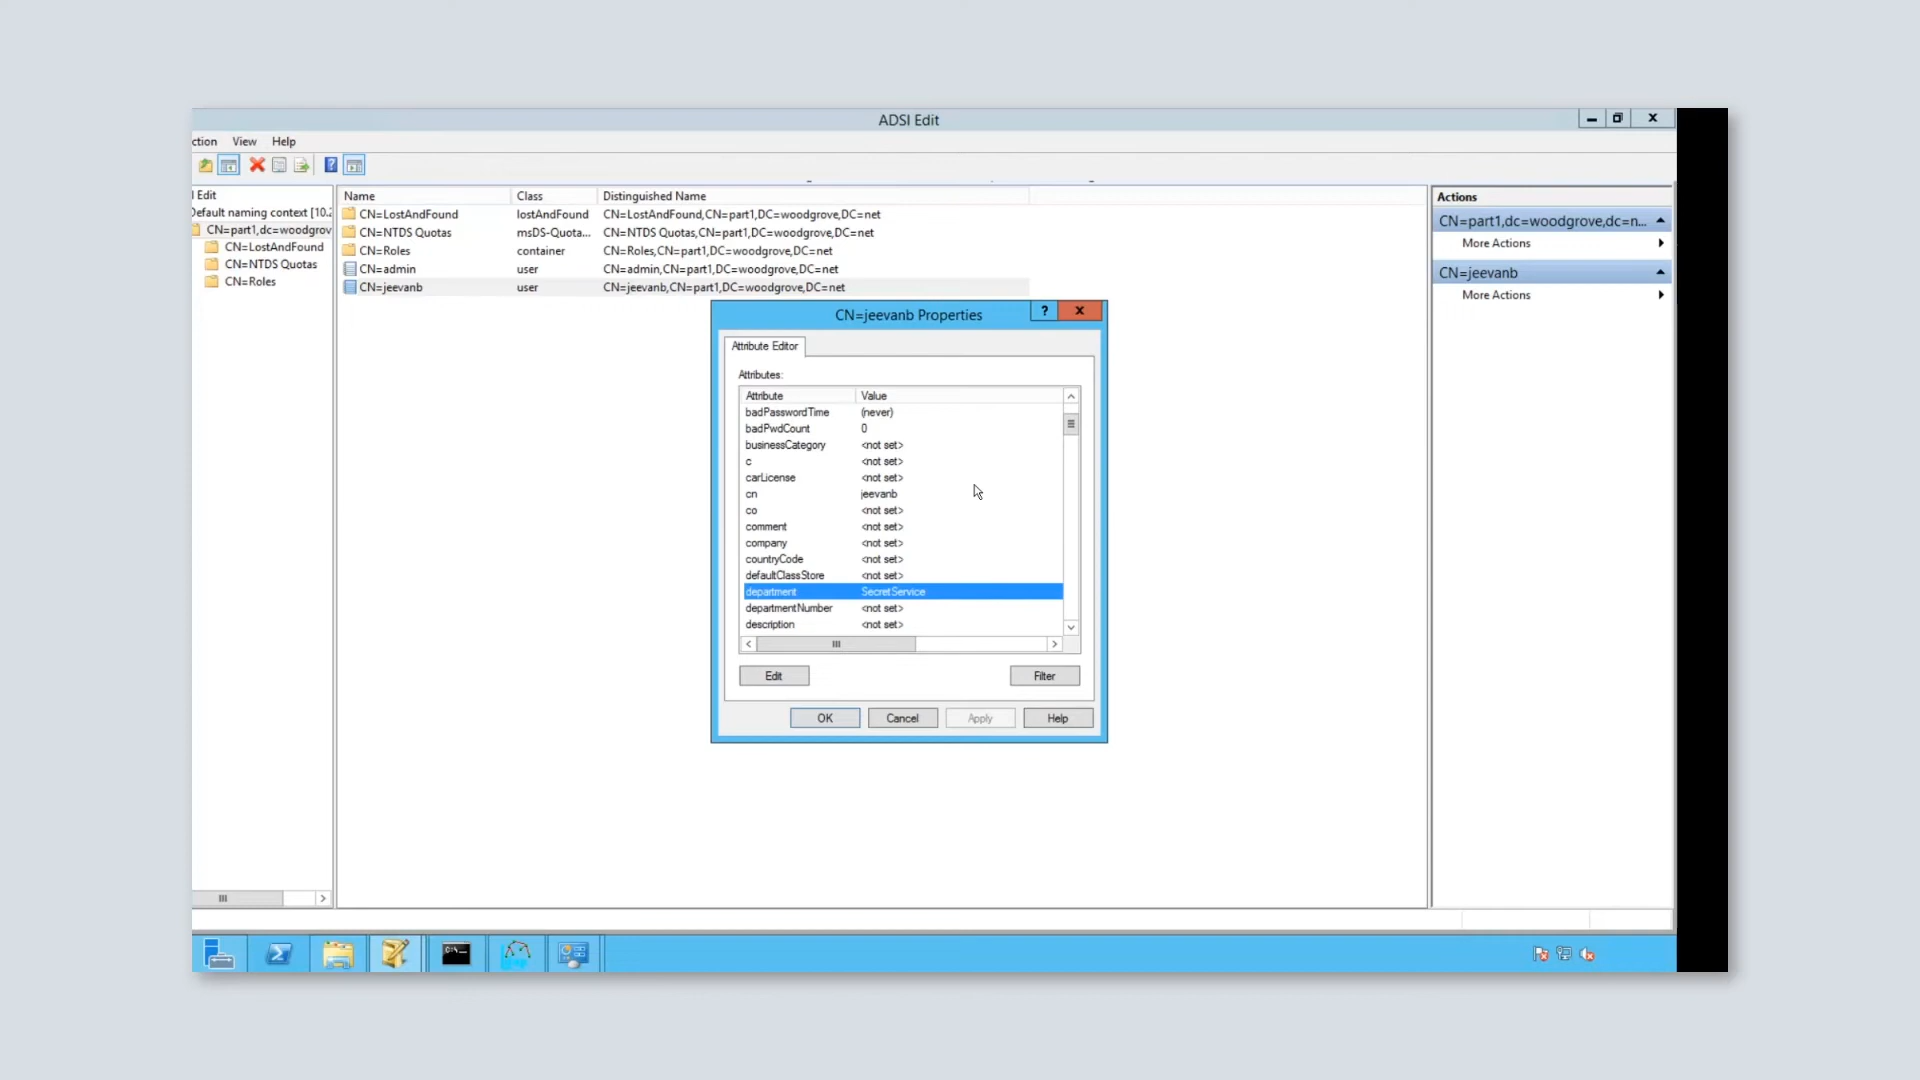 ADSI Edit
ction View Help
l Edit
Default naming context [10.2
CN=part1,dc=woodgrov
CN=LostAndFound
CN=NTDS Quotas
CN=Roles
Name Class Distinguished Name
CN=LostAndFound lostAndFound CN=LostAndFound,CN=part1,DC=woodgrove,DC=net
CN=NTDS Quotas msDS-Quota... CN=NTDS Quotas,CN=part1,DC=woodgrove,DC=net
CN=Roles container CN=Roles,CN=part1,DC=woodgrove,DC=net
CN=admin user CN=admin,CN=part1,DC=woodgrove,DC=net
CN=jeevanb user CN=jeevanb,CN=part1,DC=woodgrove,DC=net
Actions
CN=part1,dc=woodgrove,dc=n...
More Actions
CN=jeevanb
More Actions
CN=jeevanb Properties
?
x
Attribute Editor
Attributes:
Attribute Value
badPasswordTime (never)
badPwdCount 0
businessCategory <not set>
c <not set>
carLicense <not set>
cn jeevanb
co <not set>
comment <not set>
company <not set>
countryCode <not set>
defaultClassStore <not set>
department SecretService
departmentNumber <not set>
description <not set>
Edit Filter
OK Cancel Apply Help